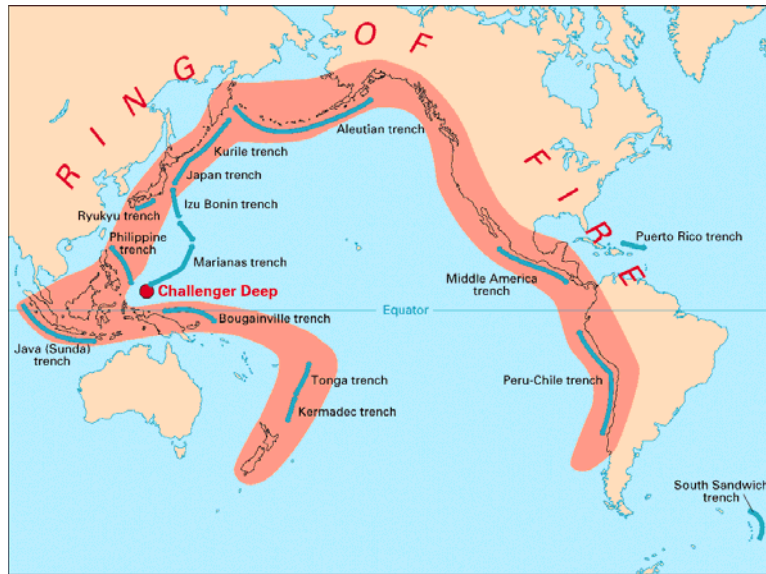 RING OF FIRE
Aleutian trench
Kurile trench
Japan trench
Izu Bonin trench
Ryukyu trench
Philippine
trench
Marianas trench
Challenger Deep
Puerto Rico trench
Middle America
trench
Equator
Bougainville trench
Java (Sunda)
trench
Tonga trench
Kermadec trench
Peru-Chile trench
South Sandwich
trench